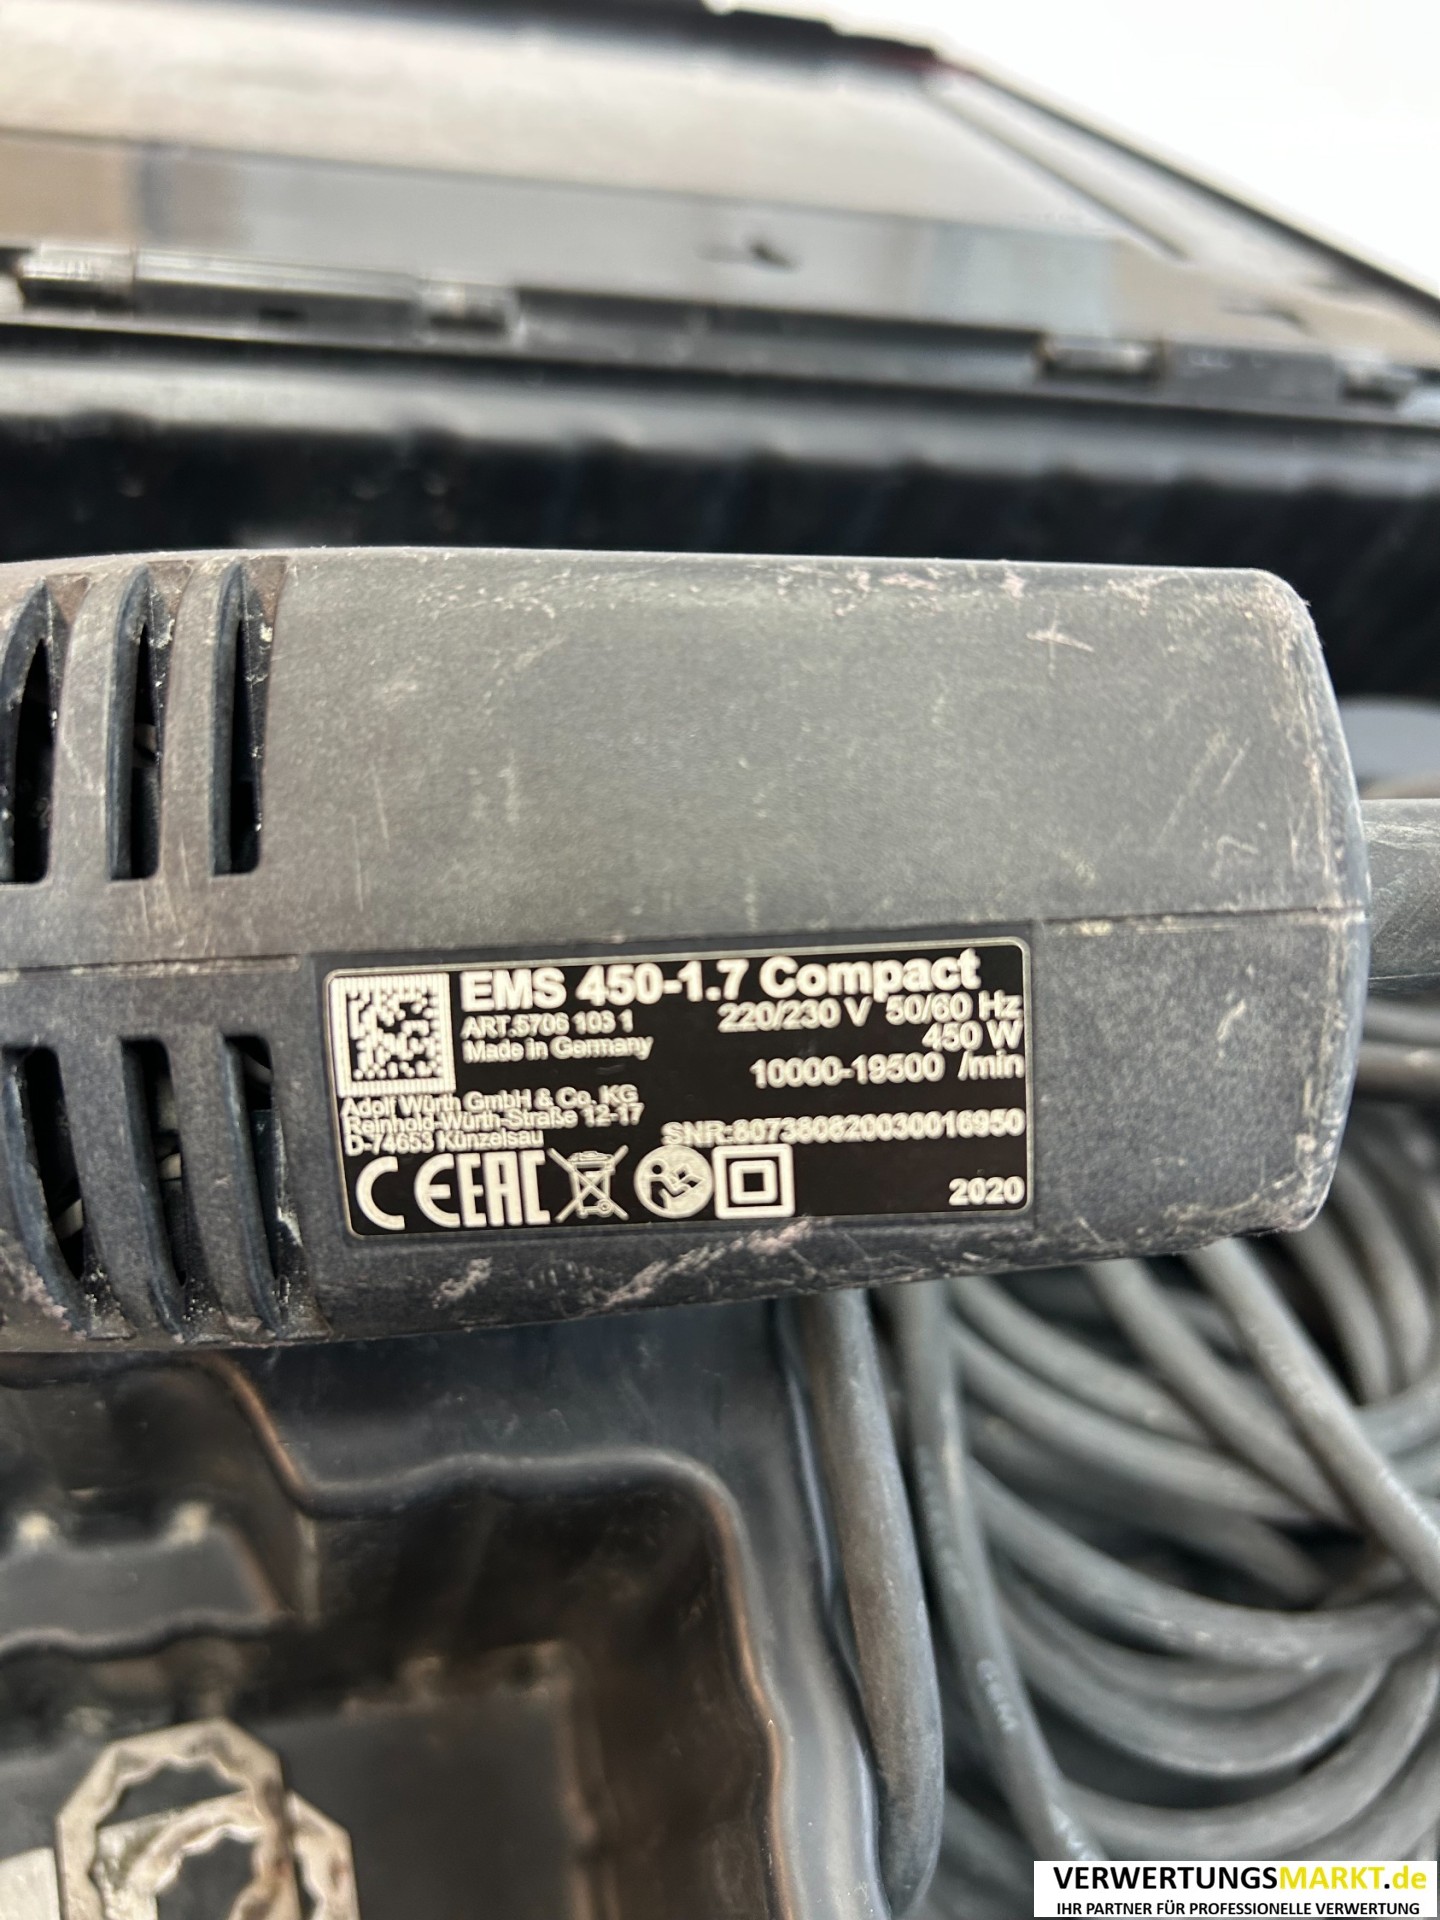 EMS 450-1.7 Compact
ART.5706 103 1
220/230 V 50/60 Hz
Made in Germany
450 W
10000-19500 /min
Adolf Würth GmbH & Co. KG
Reinhold-Würth-Straße 12-17
D-74653 Künzelsau
SNR:807380820030016950
CE EAC
2020
VERWERTUNGSMARKT.de
IHR PARTNER FÜR PROFESSIONELLE VERWERTUNG